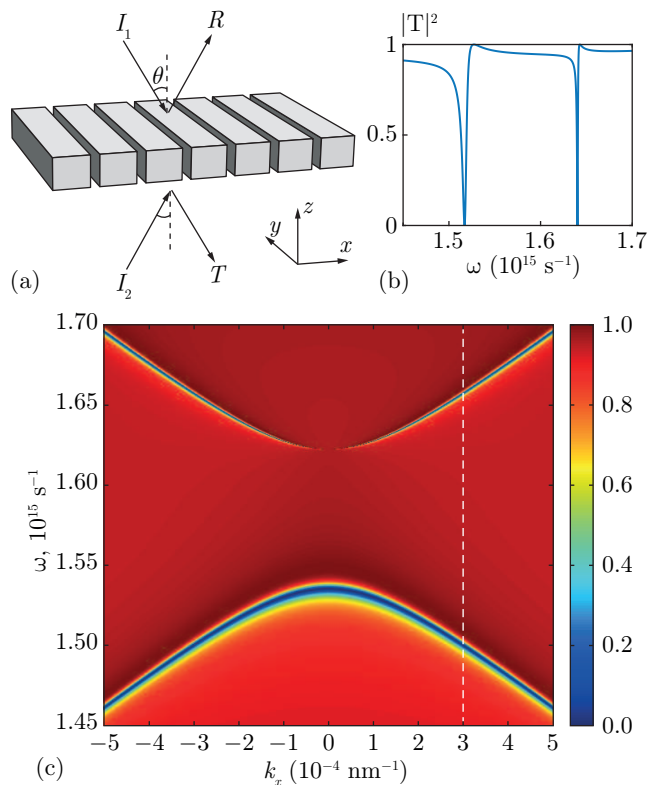 I₁
R
θ
z
y
x
I₂
T
(a)
|T|²
1
0.5
0
1.5
1.6
1.7
ω (10¹⁵ s⁻¹)
(b)
1.70
1.65
1.60
1.55
1.50
1.45
ω, 10¹⁵ s⁻¹
−5 −4 −3 −2 −1 0 1 2 3 4 5
kₓ (10⁻⁴ nm⁻¹)
1.0
0.8
0.6
0.4
0.2
0.0
(c)